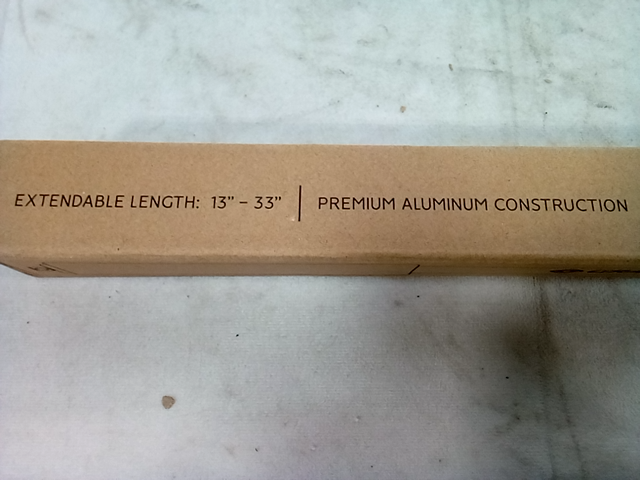 EXTENDABLE LENGTH: 13" – 33" | PREMIUM ALUMINUM CONSTRUCTION